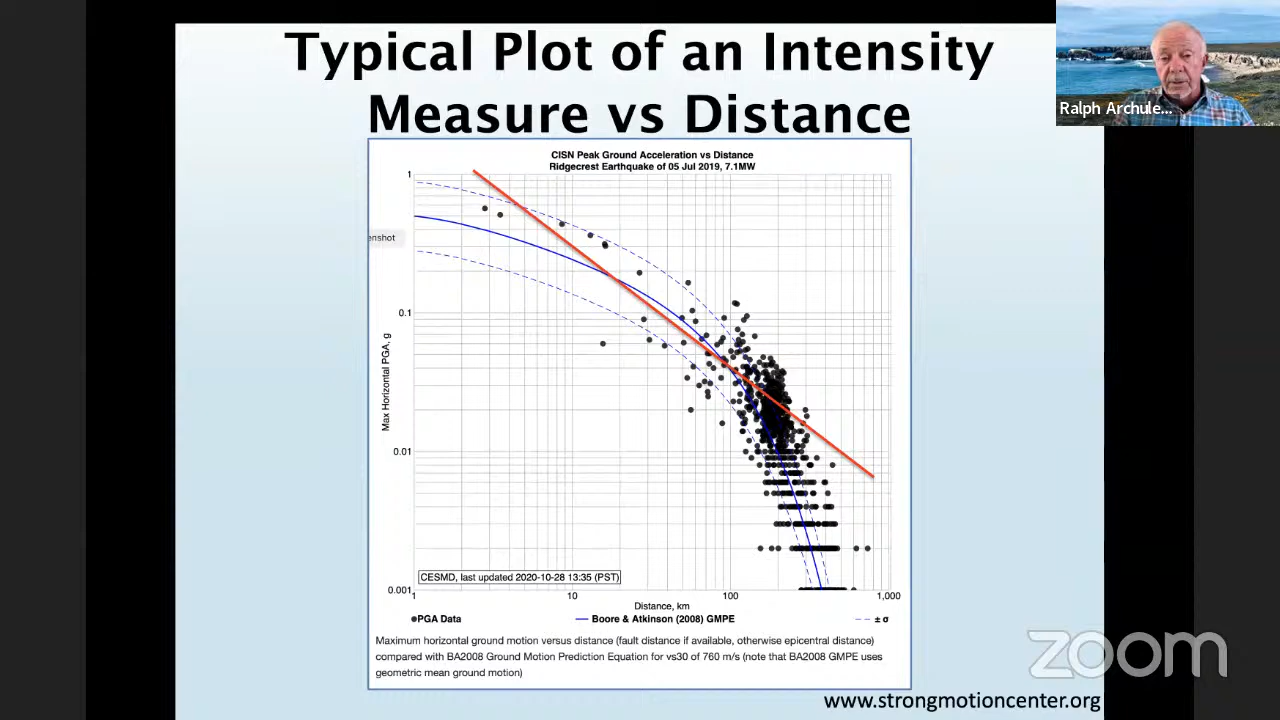 Typical Plot of an Intensity
Measure vs Distance
Ralph Archule...
CISN Peak Ground Acceleration vs Distance
Ridgecrest Earthquake of 05 Jul 2019, 7.1MW
enshot
Max Horizontal PGA, g
1
0.1
0.01
0.001
CESMD, last updated 2020-10-28 13:35 (PST)
1 10 100 1,000
Distance, km
PGA Data Boore & Atkinson (2008) GMPE ± σ
Maximum horizontal ground motion versus distance (fault distance if available, otherwise epicentral distance)
compared with BA2008 Ground Motion Prediction Equation for vs30 of 760 m/s (note that BA2008 GMPE uses
geometric mean ground motion)
zoom
www.strongmotioncenter.org